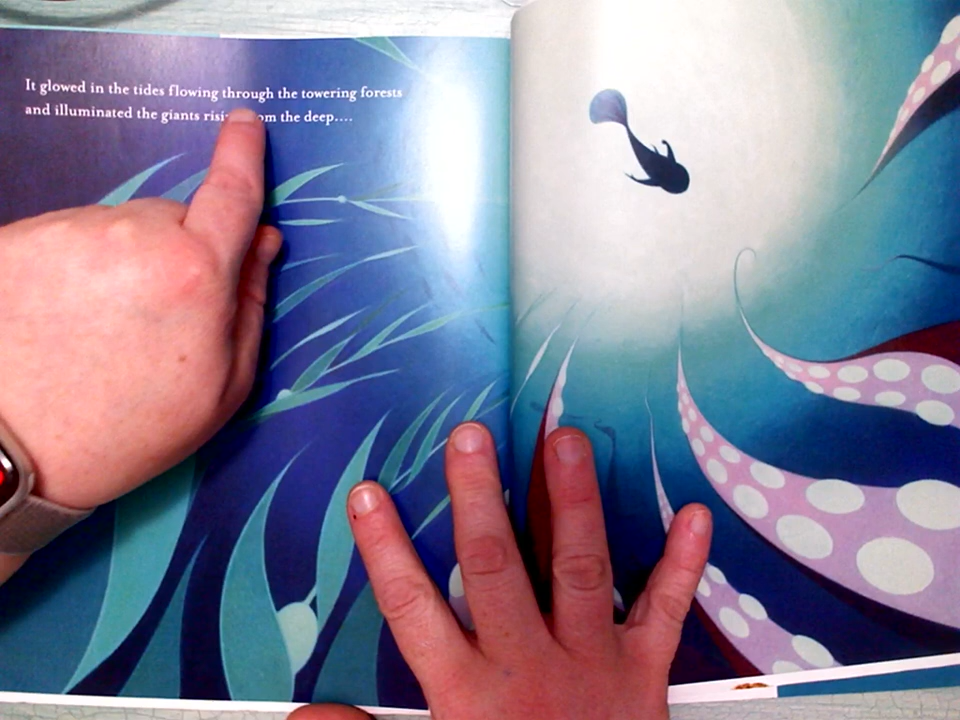 It glowed in the tides flowing through the towering forests
and illuminated the giants the deep....